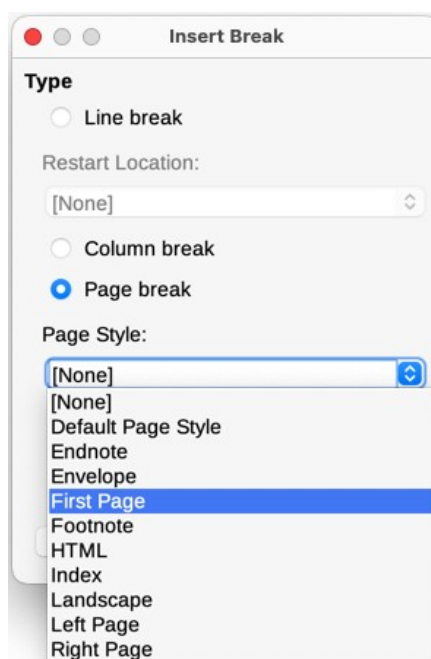 Insert Break
Type
Line break
Restart Location:
[None]
Column break
Page break
Page Style:
[None]
[None]
Default Page Style
Endnote
Envelope
First Page
Footnote
HTML
Index
Landscape
Left Page
Right Page